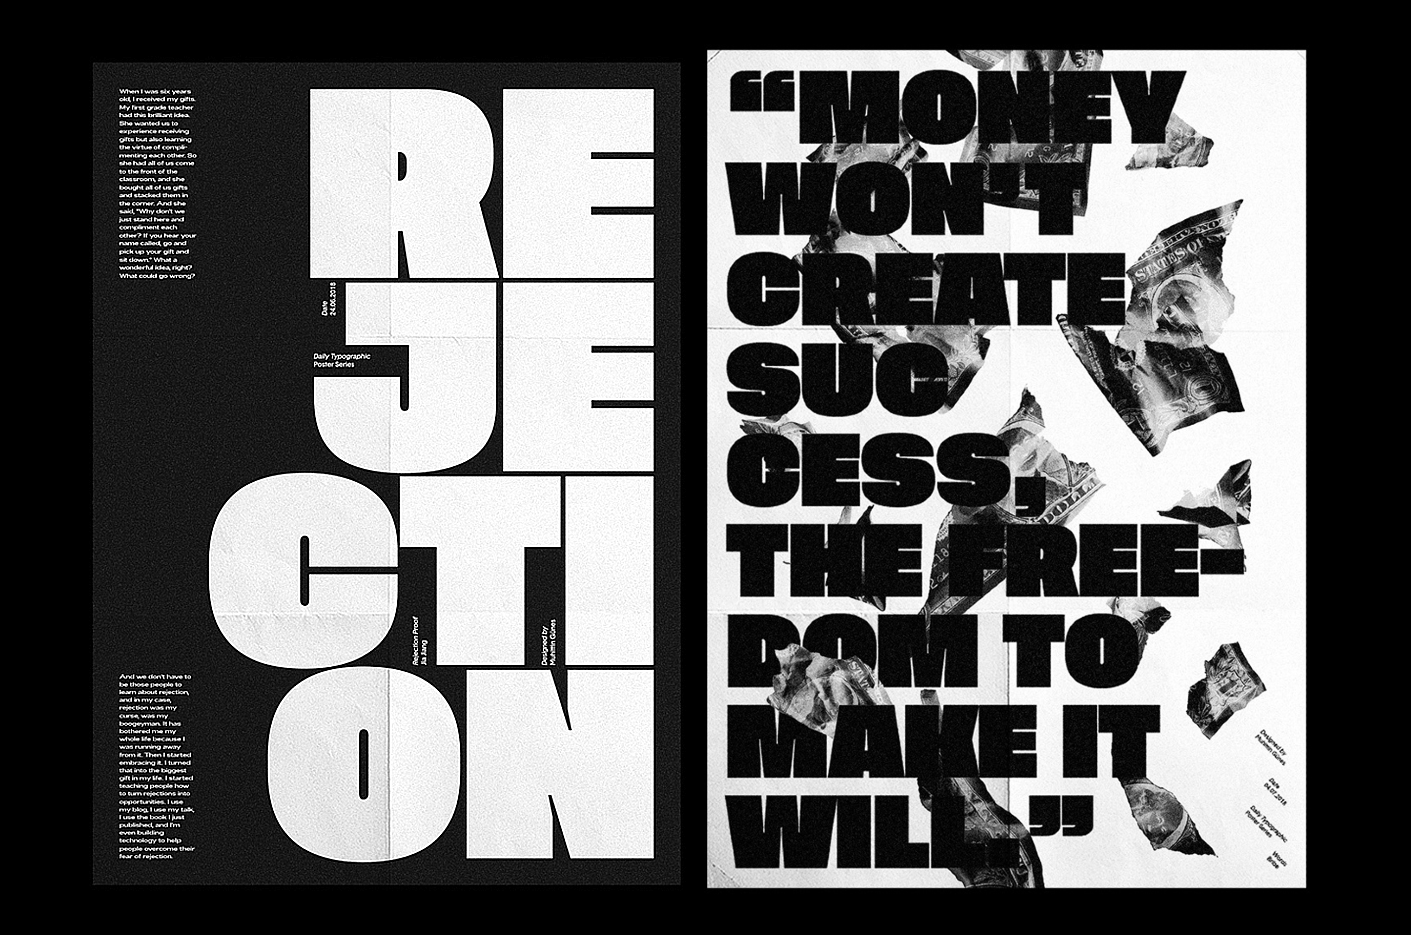 When I was six years
old, I received my gifts.
My first grade teacher
had this brilliant idea.
She wanted us to
experience receiving
gifts but also learning
the virtue of compli-
menting each other. So
she had all of us come
to the front of the
classroom, and she
bought all of us gifts
and stacked them in
the corner. And she
said, "Why don't we
just stand here and
compliment each
other? If you hear your
name called, go and
pick up your gift and
sit down." What a
wonderful idea, right?
What could go wrong?
RE
JE
CTI
ON
Date
24.06.2018
Daily Typographic
Poster Series
Rejection Proof
Jia Jiang
Designed by
Muhittin Güneş
And we don't have to
be those people to
learn about rejection,
and in my case,
rejection was my
curse, was my
boogeyman. It has
bothered me my
whole life because I
was running away
from it. Then I started
embracing it. I turned
that into the biggest
gift in my life. I started
teaching people how
to turn rejections into
opportunities. I use
my blog, I use my talk,
I use the book I just
published, and I'm
even building
technology to help
people overcome their
fear of rejection.
“MONEY
WON'T
CREATE
SUC
CESS,
THE FREE-
DOM TO
MAKE IT
WILL.”
STATES OF
DOLL
Designed by
Muhittin Güneş
Date
04.07.2018
Daily Typographic
Poster Series